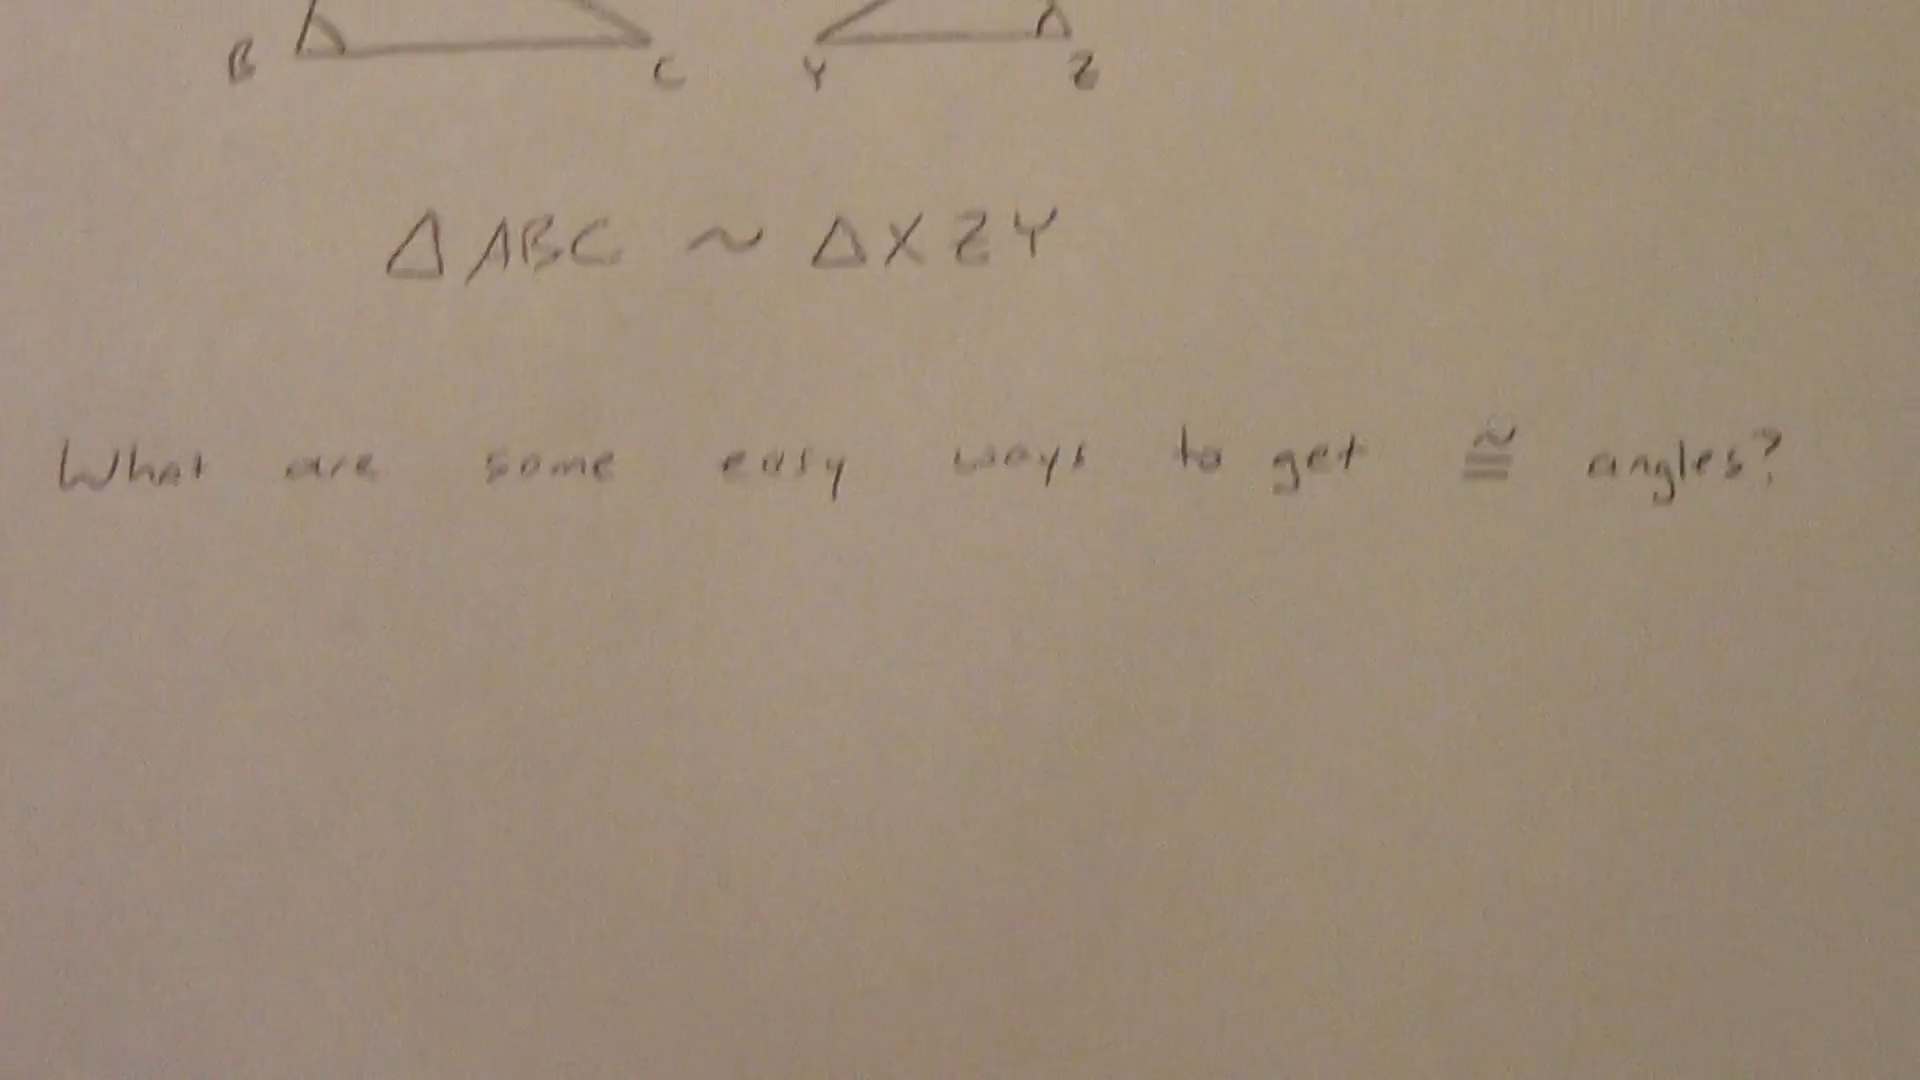 B C Y Z
△ABC ~ △XZY
What are some easy ways to get ≅ angles?